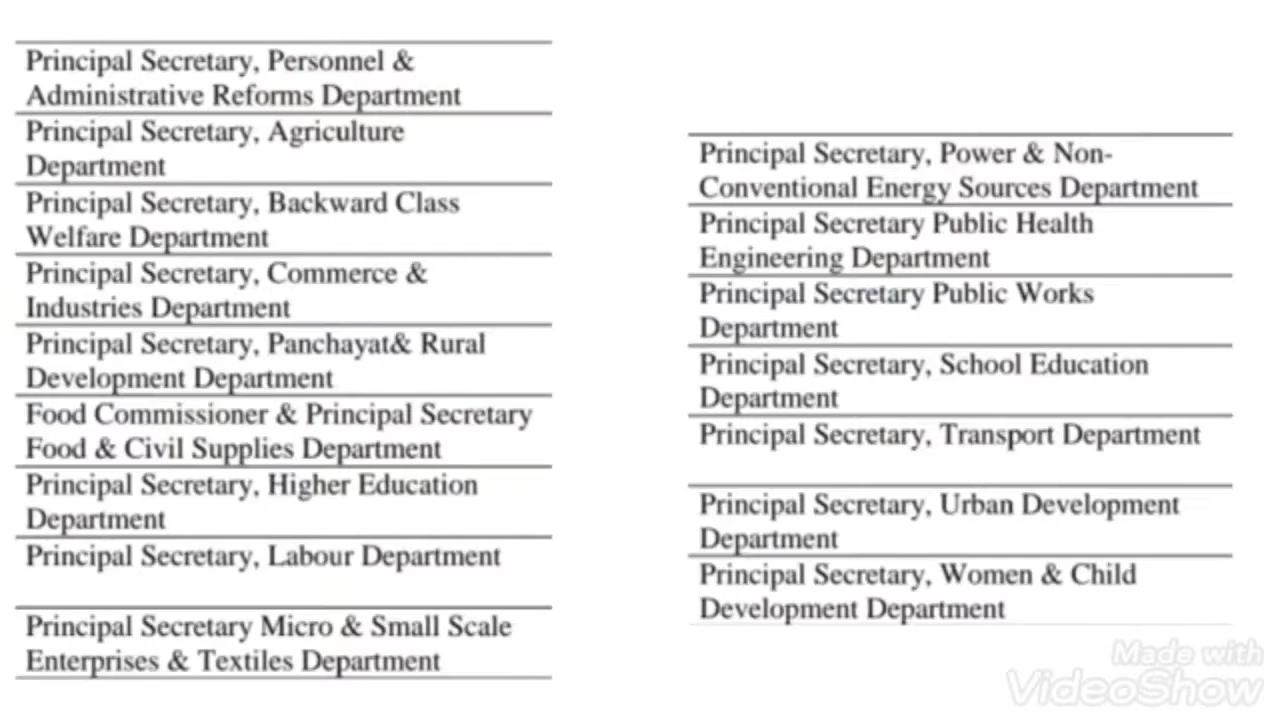 Principal Secretary, Personnel &
Administrative Reforms Department
Principal Secretary, Agriculture
Department
Principal Secretary, Backward Class
Welfare Department
Principal Secretary, Commerce &
Industries Department
Principal Secretary, Panchayat& Rural
Development Department
Food Commissioner & Principal Secretary
Food & Civil Supplies Department
Principal Secretary, Higher Education
Department
Principal Secretary, Labour Department
Principal Secretary Micro & Small Scale
Enterprises & Textiles Department
Principal Secretary, Power & Non-
Conventional Energy Sources Department
Principal Secretary Public Health
Engineering Department
Principal Secretary Public Works
Department
Principal Secretary, School Education
Department
Principal Secretary, Transport Department
Principal Secretary, Urban Development
Department
Principal Secretary, Women & Child
Development Department
Made with
VideoShow